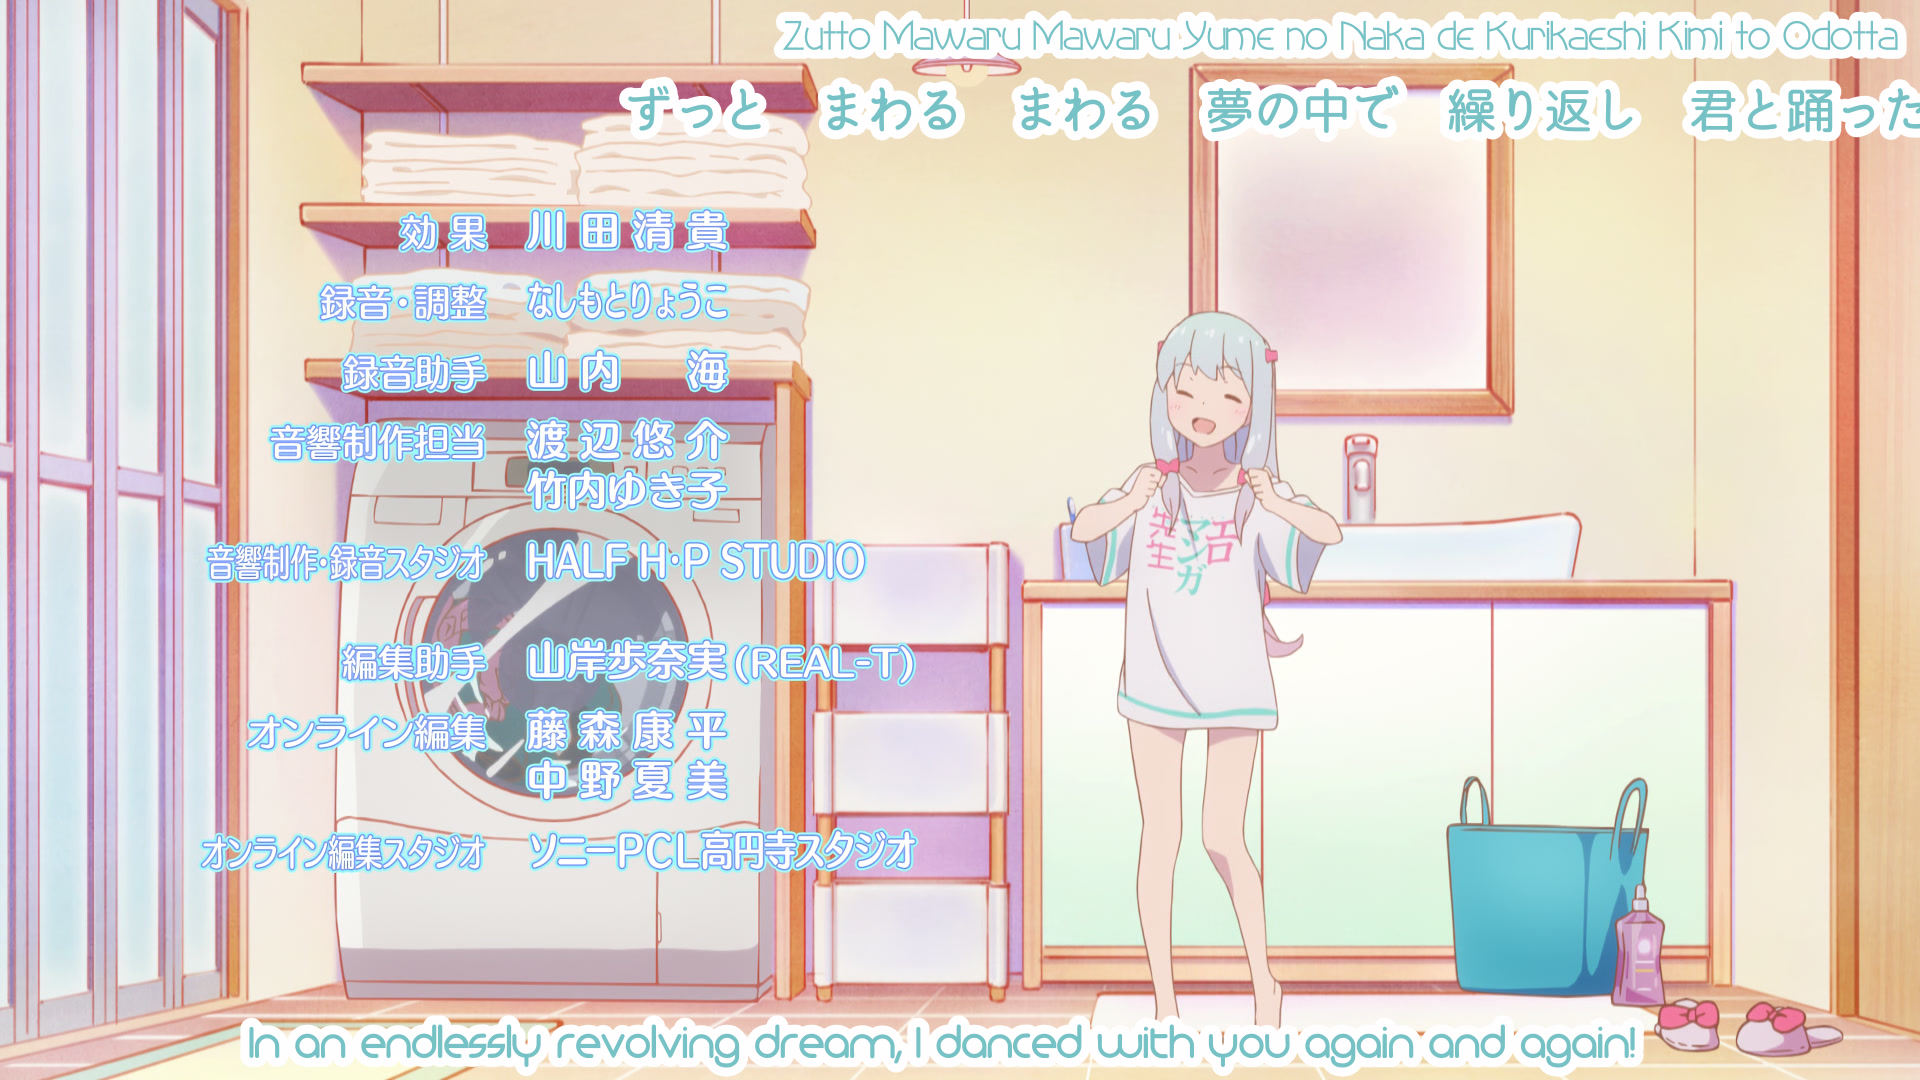 Zutto Mawaru Mawaru Yume no Naka de Kurikaeshi Kimi to Odotta
ずっと　まわる　まわる　夢の中で　繰り返し　君と踊った
効果　川田清貴
録音・調整　なしもとりょうこ
録音助手　山内　海
音響制作担当　渡辺悠介
竹内ゆき子
音響制作・録音スタジオ　HALF H・P STUDIO
編集助手　山岸歩奈実(REAL-T)
オンライン編集　藤森康平
中野夏美
オンライン編集スタジオ　ソニーPCL高円寺スタジオ
エロ
マンガ
先生
In an endlessly revolving dream, I danced with you again and again!